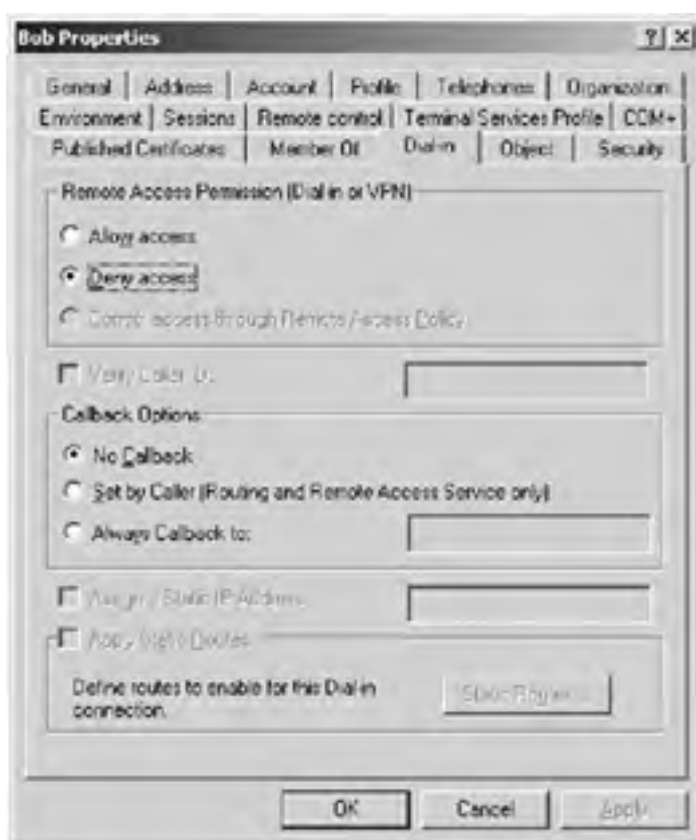 Bob Properties
General Address Account Profile Telephones Organization
Environment Sessions Remote control Terminal Services Profile COM+
Published Certificates Member Of Dial-in Object Security
Remote Access Permission (Dial-in or VPN)
Allow access
Deny access
Control access through Remote Access Policy
Verify Caller-ID:
Callback Options
No Callback
Set by Caller (Routing and Remote Access Service only)
Always Callback to:
Assign a Static IP Address
Apply Static Routes
Define routes to enable for this Dial-in
connection.
Static Routes
OK Cancel Apply